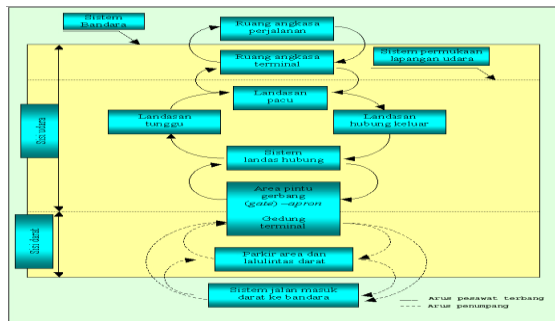 Sistem
Bandara
Ruang angkasa
perjalanan
Ruang angkasa
terminal
Sistem permukaan
lapangan udara
Landasan
pacu
Landasan
tunggu
Landasan
hubung keluar
Sisi udara
Sistem
landas hubung
Area pintu
gerbang
(gate) –apron
Gedung
terminal
Sisi darat
Parkir area dan
lalulintas darat
Sistem jalan masuk
darat ke bandara
Arus pesawat terbang
Arus penumpang